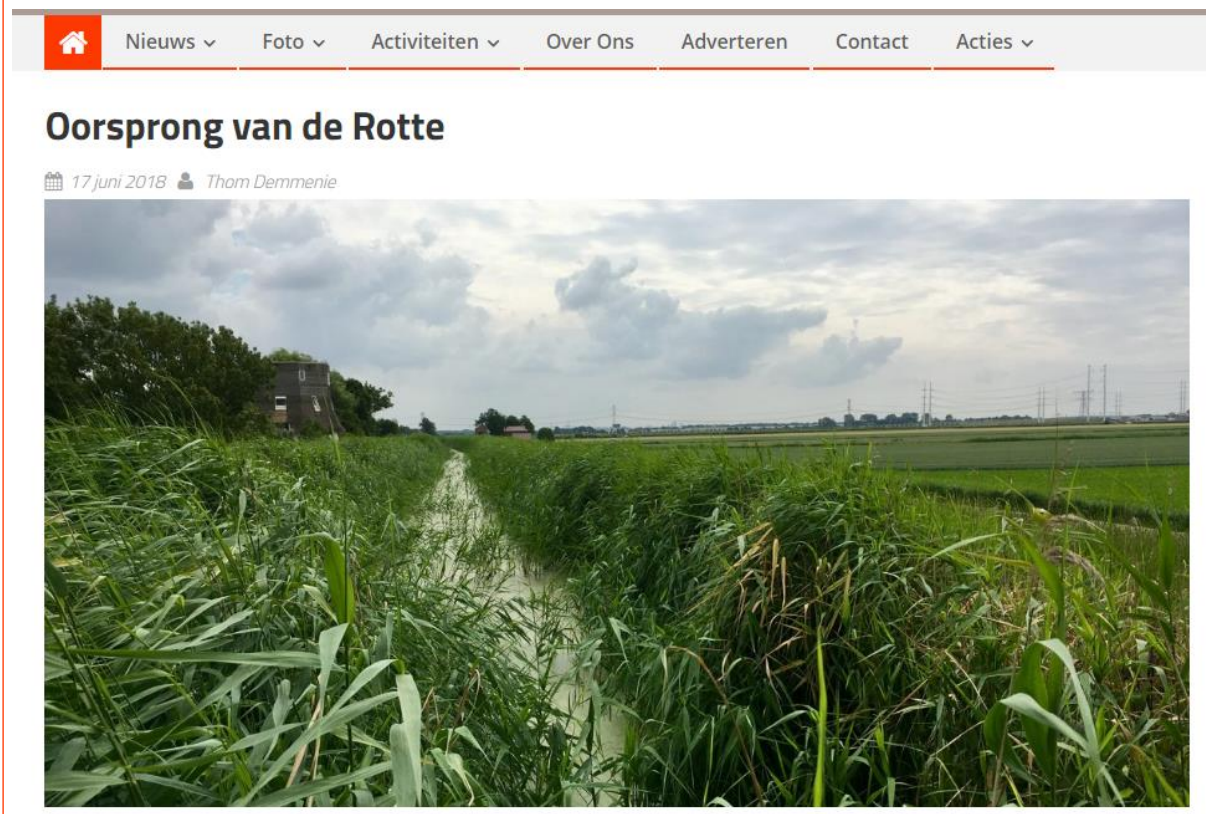 Nieuws Foto Activiteiten Over Ons Adverteren Contact Acties
Oorsprong van de Rotte
17 juni 2018 Thom Demmenie